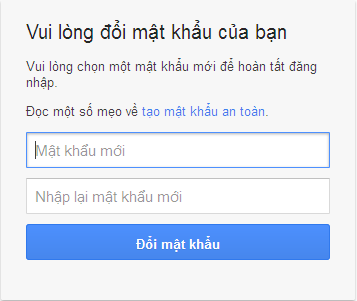 Vui lòng đổi mật khẩu của bạn
Vui lòng chọn một mật khẩu mới để hoàn tất đăng
nhập.
Đọc một số mẹo về tạo mật khẩu an toàn.
Mật khẩu mới
Nhập lại mật khẩu mới
Đổi mật khẩu